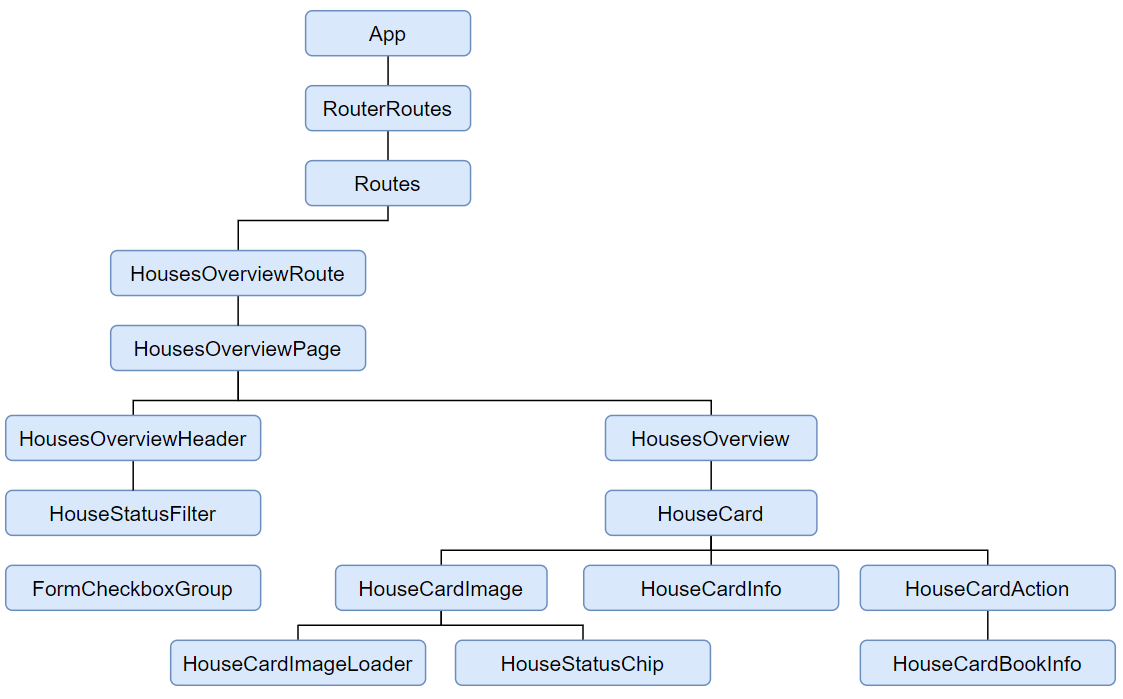 App
RouterRoutes
Routes
HousesOverviewRoute
HousesOverviewPage
HousesOverviewHeader
HousesOverview
HouseStatusFilter
HouseCard
FormCheckboxGroup
HouseCardImage
HouseCardInfo
HouseCardAction
HouseCardImageLoader
HouseStatusChip
HouseCardBookInfo